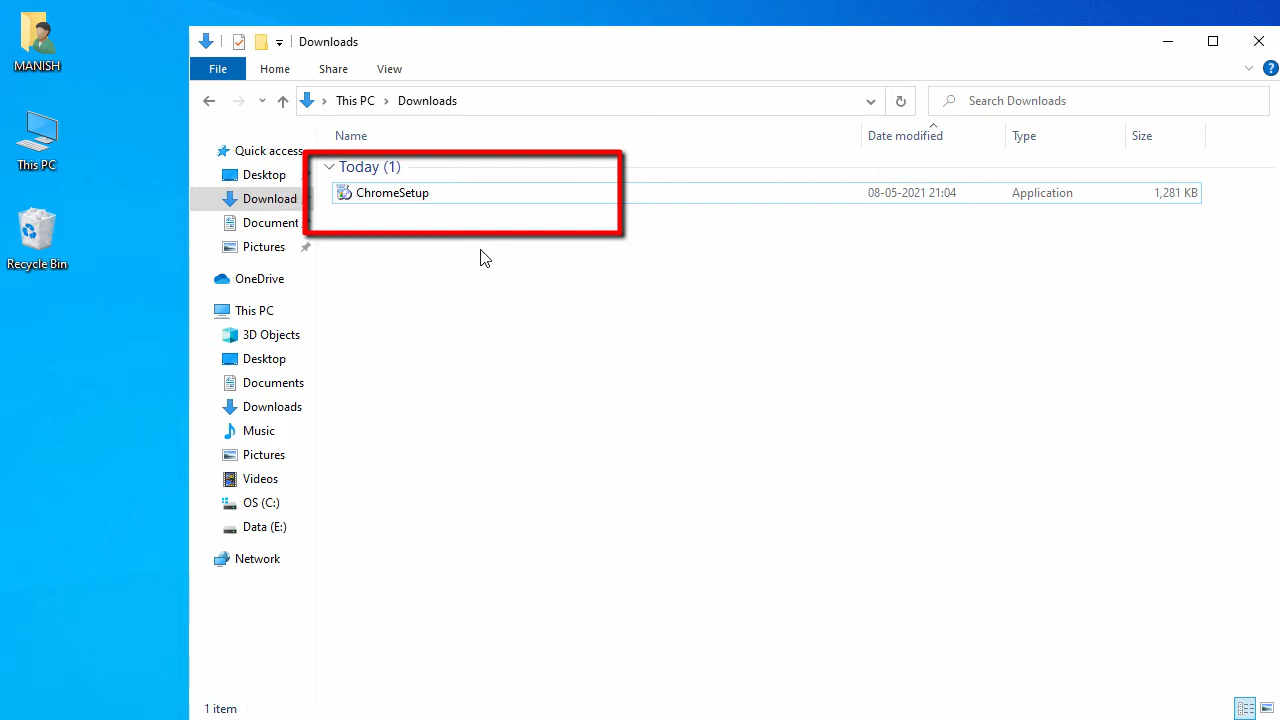 MANISH
This PC
Recycle Bin
Downloads
File Home Share View
This PC Downloads
Search Downloads
Name Date modified Type Size
Quick access
Desktop
Download
Document
Pictures
OneDrive
This PC
3D Objects
Desktop
Documents
Downloads
Music
Pictures
Videos
OS (C:)
Data (E:)
Network
Today (1)
ChromeSetup 08-05-2021 21:04 Application 1,281 KB
1 item